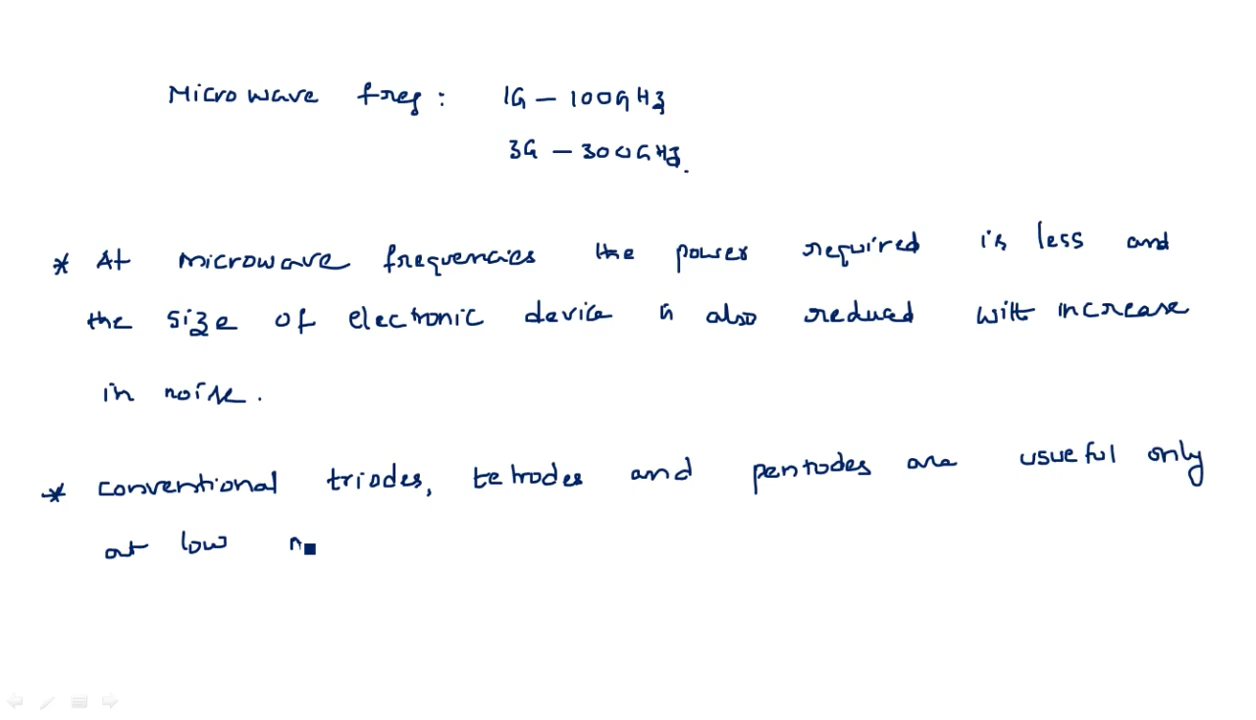 Microwave freq: 1G - 100GHz
3G - 300GHz.
* At microwave frequencies the power required is less and
the size of electronic device is also reduced with increase
in noise.
* conventional triodes, tetrodes and pentodes are usueful only
at low m